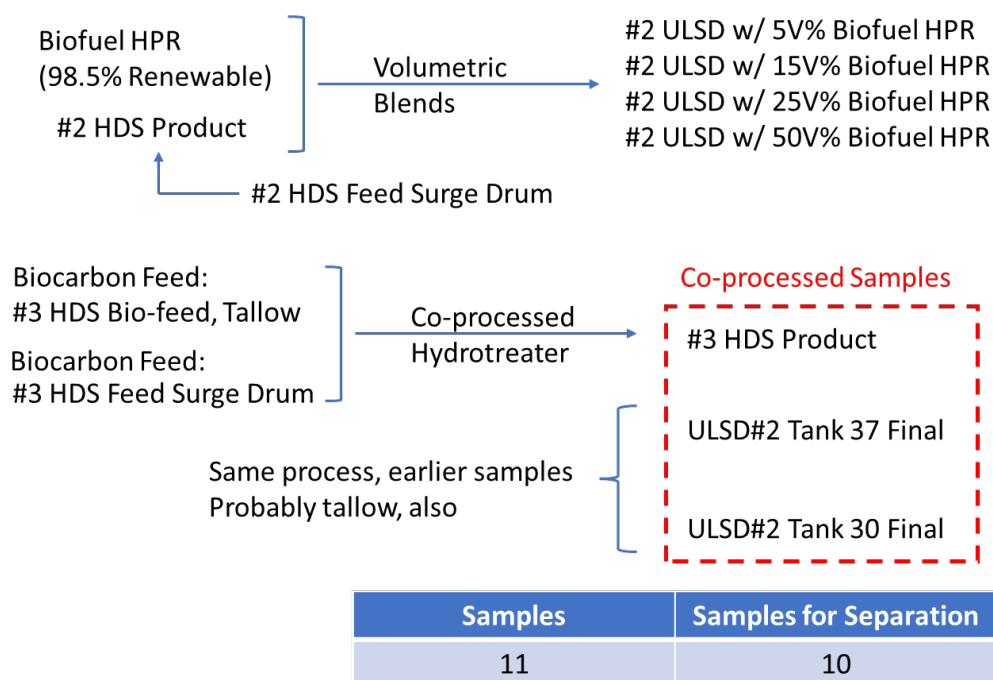 Biofuel HPR
(98.5% Renewable)
#2 HDS Product
Volumetric
Blends
#2 ULSD w/ 5V% Biofuel HPR
#2 ULSD w/ 15V% Biofuel HPR
#2 ULSD w/ 25V% Biofuel HPR
#2 ULSD w/ 50V% Biofuel HPR
#2 HDS Feed Surge Drum
Biocarbon Feed:
#3 HDS Bio-feed, Tallow
Biocarbon Feed:
#3 HDS Feed Surge Drum
Co-processed
Hydrotreater
Co-processed Samples
#3 HDS Product
ULSD#2 Tank 37 Final
ULSD#2 Tank 30 Final
Same process, earlier samples
Probably tallow, also
Samples Samples for Separation
11 10